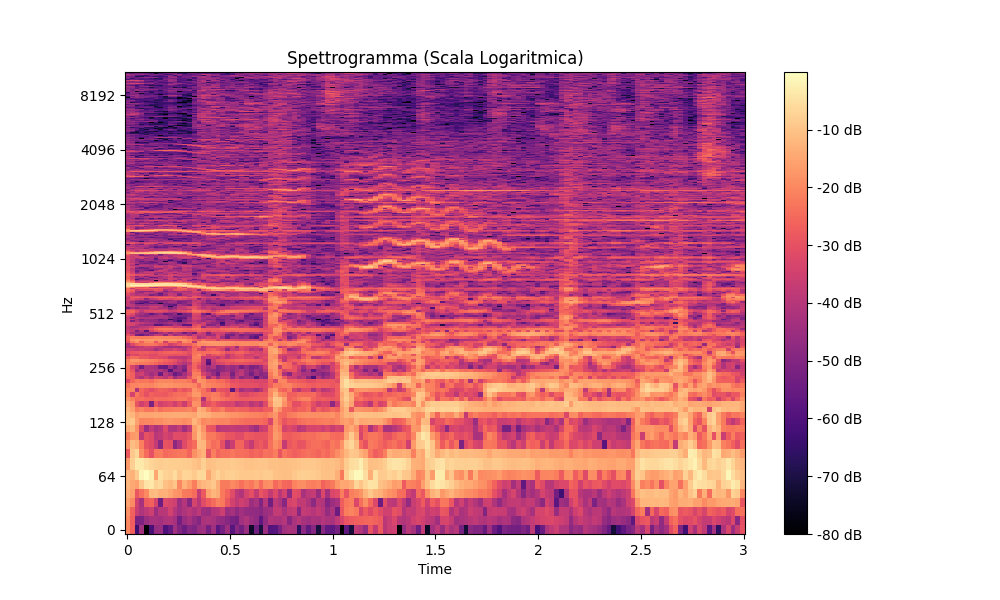 Spettrogramma (Scala Logaritmica)
8192
4096
2048
1024
512
256
128
64
0
Hz
0
0.5
1
1.5
2
2.5
3
Time
-10 dB
-20 dB
-30 dB
-40 dB
-50 dB
-60 dB
-70 dB
-80 dB